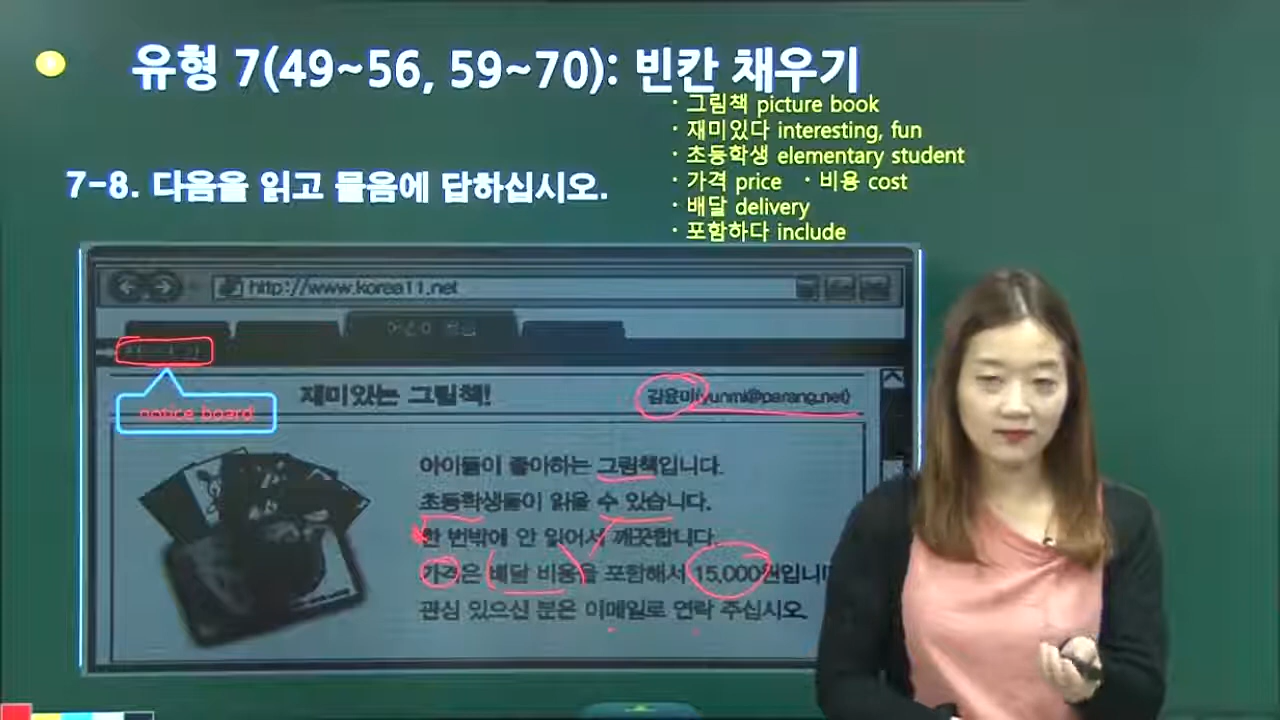 유형 7(49~56, 59~70): 빈칸 채우기
· 그림책 picture book
· 재미있다 interesting, fun
· 초등학생 elementary student
· 가격 price · 비용 cost
· 배달 delivery
· 포함하다 include
7-8. 다음을 읽고 물음에 답하십시오.
http://www.korea11.net
notice board
재미있는 그림책!
김윤미(yunmi@parang.net)
아이들이 좋아하는 그림책입니다.
초등학생들이 읽을 수 있습니다.
한 번밖에 안 읽어서 깨끗합니다.
가격은 배달 비용을 포함해서 15,000원입니다
관심 있으신 분은 이메일로 연락 주십시오.